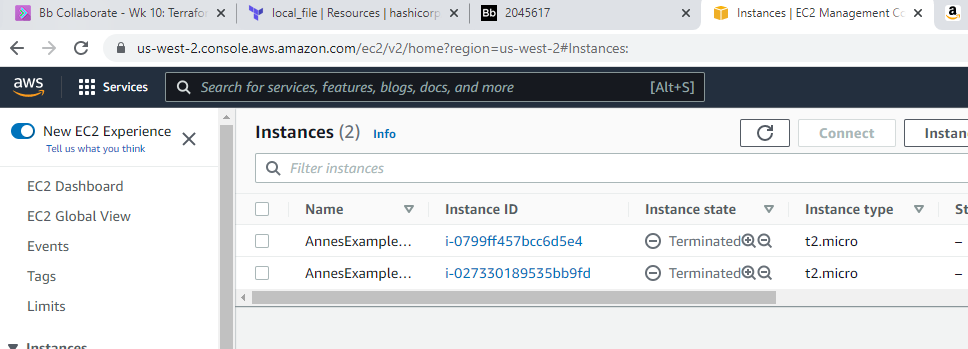 Bb Collaborate - Wk 10: Terrafor
local_file | Resources | hashicorp
Bb 2045617
Instances | EC2 Management Co
us-west-2.console.aws.amazon.com/ec2/v2/home?region=us-west-2#Instances:
aws Services Search for services, features, blogs, docs, and more [Alt+S]
New EC2 Experience
Tell us what you think
EC2 Dashboard
EC2 Global View
Events
Tags
Limits
Instances
Instances (2) Info Connect Instan
Filter instances
Name Instance ID Instance state Instance type St
AnnesExample... i-0799ff457bcc6d5e4 Terminated t2.micro –
AnnesExample... i-027330189535bb9fd Terminated t2.micro –